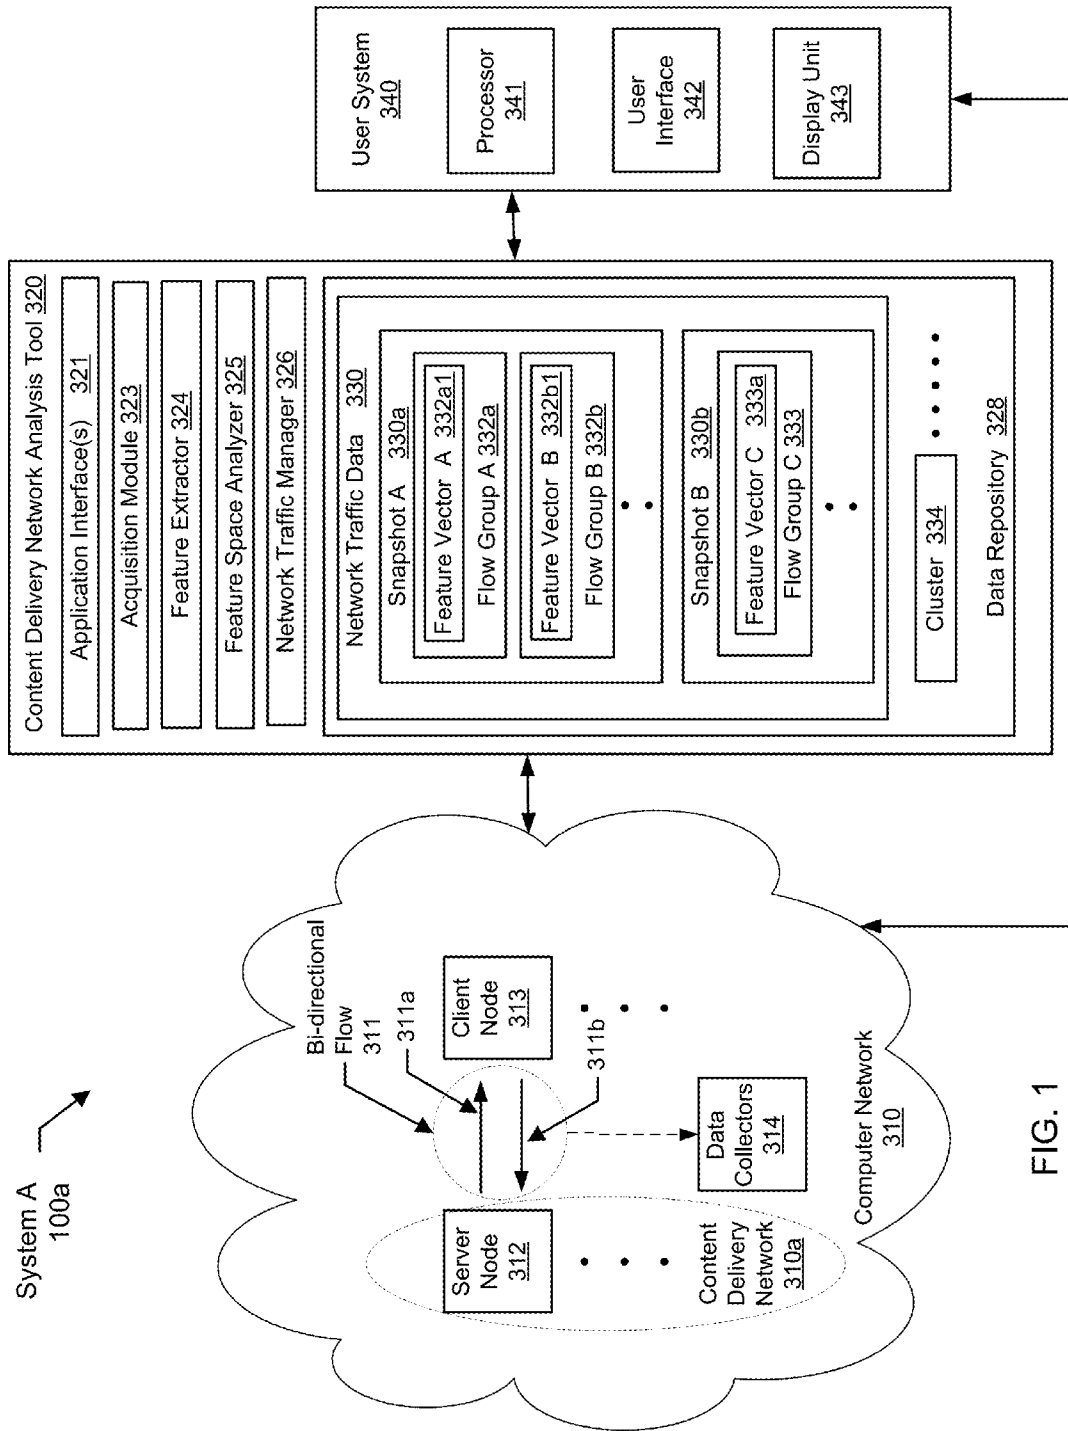 System A
100a
Bi-directional
Flow
311
311a
311b
Server
Node
312
Client
Node
313
Data
Collectors
314
Content
Delivery
Network
310a
Computer Network
310
Content Delivery Network Analysis Tool 320
Application Interface(s) 321
Acquisition Module 323
Feature Extractor 324
Feature Space Analyzer 325
Network Traffic Manager 326
Network Traffic Data 330
Snapshot A 330a
Feature Vector A 332a1
Flow Group A 332a
Feature Vector B 332b1
Flow Group B 332b
Snapshot B 330b
Feature Vector C 333a
Flow Group C 333
Cluster 334
Data Repository 328
User System
340
Processor
341
User
Interface
342
Display Unit
343
FIG. 1